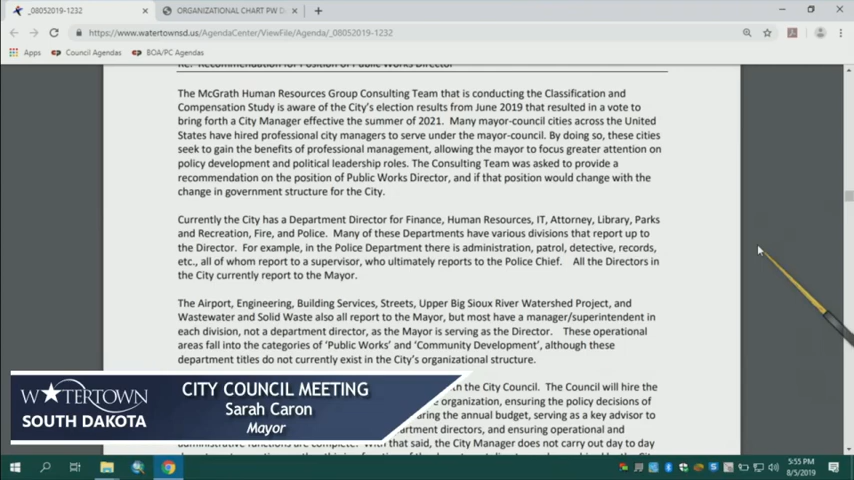 _08052019-1232
ORGANIZATIONAL CHART PW D
https://www.watertownsd.us/AgendaCenter/ViewFile/Agenda/_08052019-1232
Apps
Council Agendas
BOA/PC Agendas
Re: Recommendation for Position of Public Works Director
The McGrath Human Resources Group Consulting Team that is conducting the Classification and
Compensation Study is aware of the City's election results from June 2019 that resulted in a vote to
bring forth a City Manager effective the summer of 2021. Many mayor-council cities across the United
States have hired professional city managers to serve under the mayor-council. By doing so, these cities
seek to gain the benefits of professional management, allowing the mayor to focus greater attention on
policy development and political leadership roles. The Consulting Team was asked to provide a
recommendation on the position of Public Works Director, and if that position would change with the
change in government structure for the City.
Currently the City has a Department Director for Finance, Human Resources, IT, Attorney, Library, Parks
and Recreation, Fire, and Police. Many of these Departments have various divisions that report up to
the Director. For example, in the Police Department there is administration, patrol, detective, records,
etc., all of whom report to a supervisor, who ultimately reports to the Police Chief. All the Directors in
the City currently report to the Mayor.
The Airport, Engineering, Building Services, Streets, Upper Big Sioux River Watershed Project, and
Wastewater and Solid Waste also all report to the Mayor, but most have a manager/superintendent in
each division, not a department director, as the Mayor is serving as the Director. These operational
areas fall into the categories of 'Public Works' and 'Community Development', although these
department titles do not currently exist in the City's organizational structure.
the City Council. The Council will hire the
organization, ensuring the policy decisions of
the annual budget, serving as a key advisor to
directors, and ensuring operational and
administrative functions are complete. With that said, the City Manager does not carry out day to day
WATERTOWN
SOUTH DAKOTA
CITY COUNCIL MEETING
Sarah Caron
Mayor
5:55 PM
8/5/2019